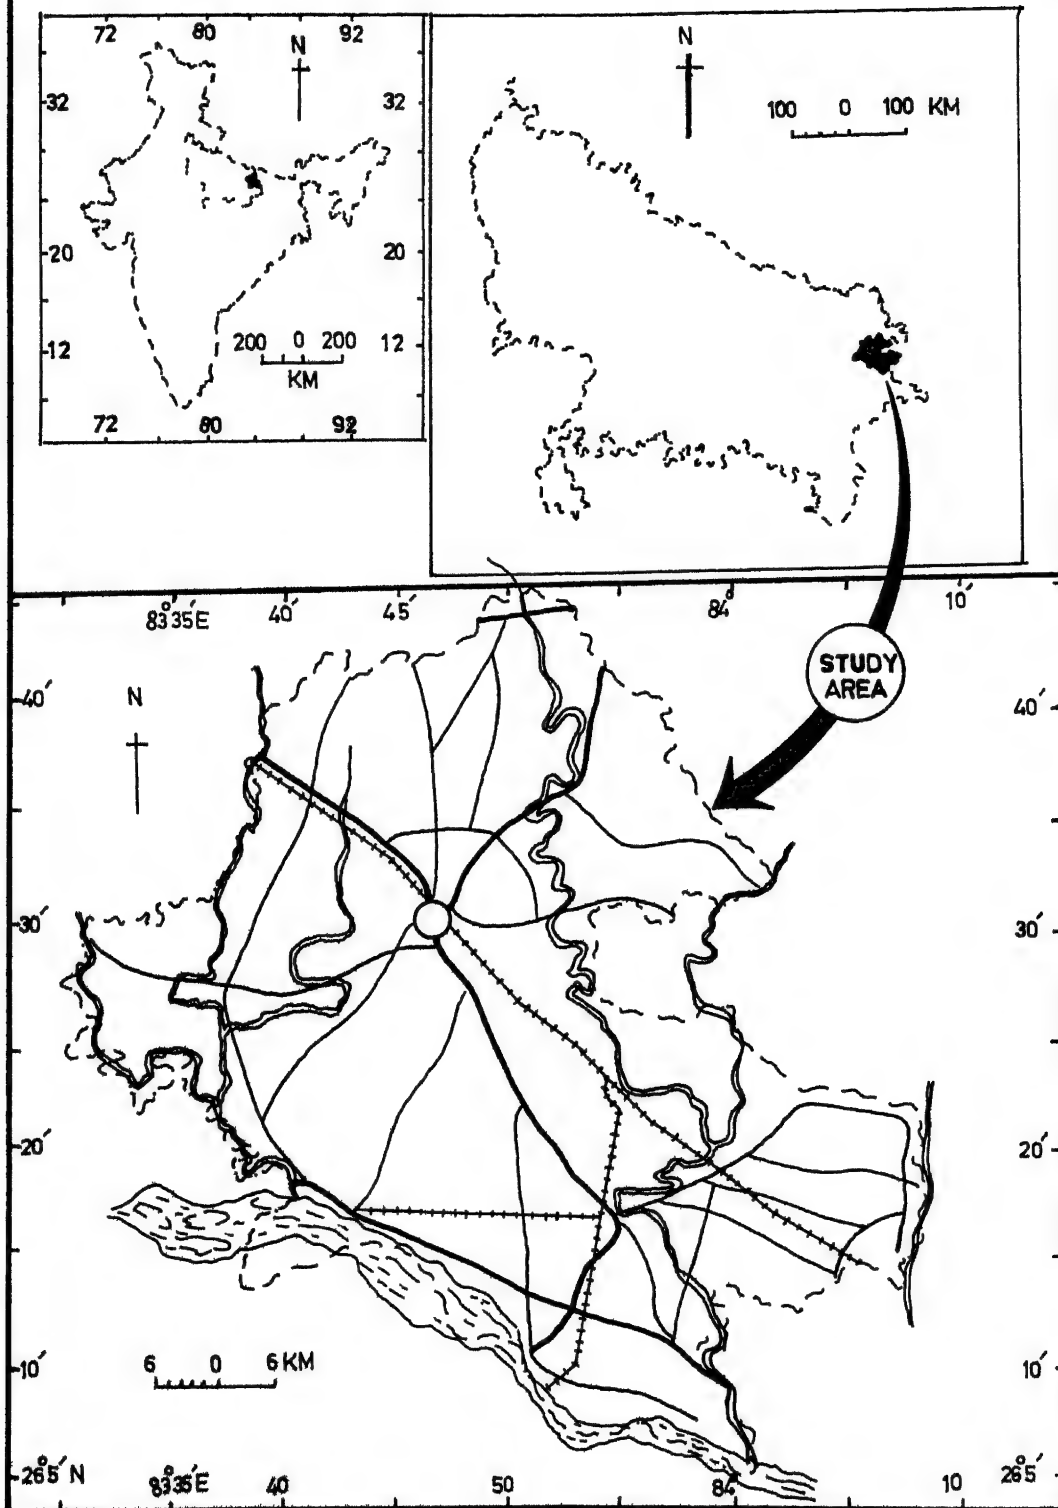 72 80 92
N
32 32
20 20
200 0 200
12 12
KM
72 80 92
N
100 0 100 KM
83°35'E 40' 45' 84° 10'
STUDY
AREA
N
40' 40'
30' 30'
20' 20'
6 0 6 KM
10' 10'
26°5' N 26°5'
83°35'E 40' 50 84° 10